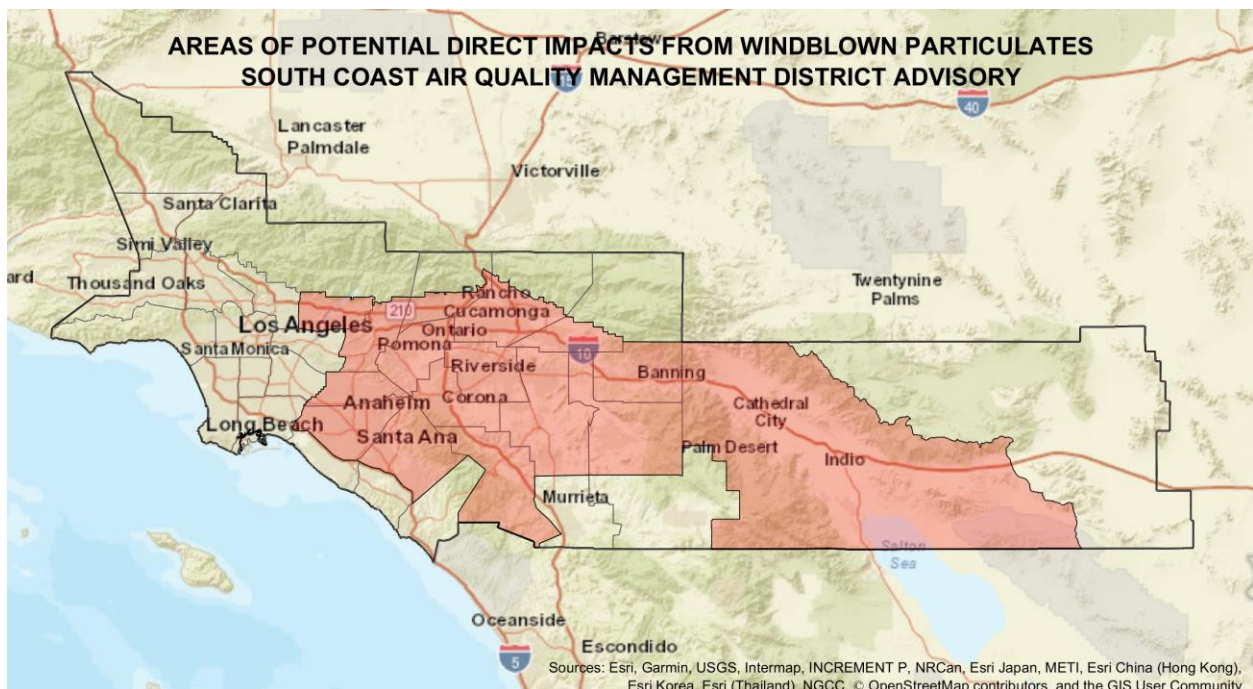 AREAS OF POTENTIAL DIRECT IMPACTS FROM WINDBLOWN PARTICULATES
Barstow
SOUTH COAST AIR QUALITY MANAGEMENT DISTRICT ADVISORY
15
40
Lancaster
Palmdale
Victorville
Santa Clarita
Simi Valley
ard
Thousand Oaks
Twentynine
Palms
Rancho
Cucamonga
210
Los Angeles
Ontario
Santa Monica
Pomona
10
Riverside
Banning
Anaheim
Corona
Cathedral
City
Long Beach
Santa Ana
Palm Desert
Indio
Murrieta
Salton
Sea
Oceanside
Escondido
5
Sources: Esri, Garmin, USGS, Intermap, INCREMENT P, NRCan, Esri Japan, METI, Esri China (Hong Kong),
Esri Korea, Esri (Thailand), NGCC, © OpenStreetMap contributors, and the GIS User Community